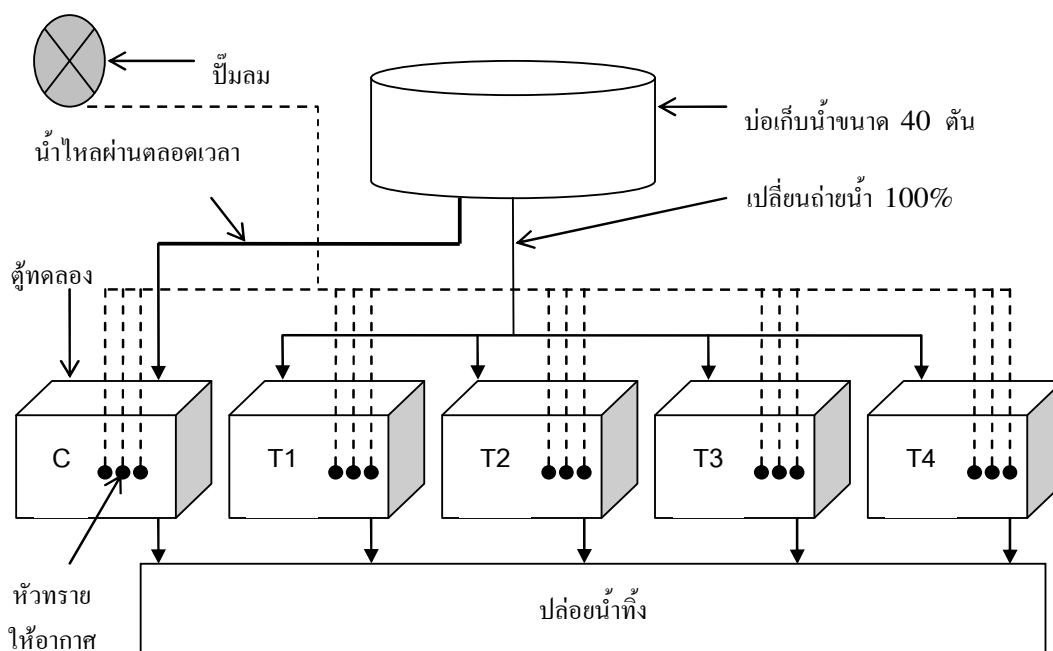 ปั๊มลม
บ่อเก็บน้ำขนาด 40 ตัน
น้ำไหลผ่านตลอดเวลา
เปลี่ยนถ่ายน้ำ 100%
ตู้ทดลอง
C
T1
T2
T3
T4
หัวทราย
ให้อากาศ
ปล่อยน้ำทิ้ง